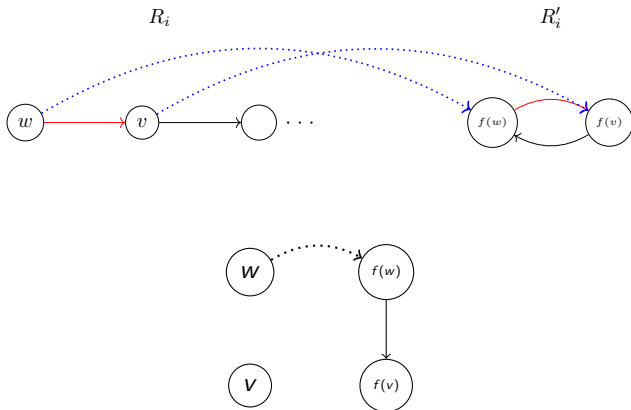 R_i R'_i
w v · · · f(w) f(v)
w f(w)
v f(v)